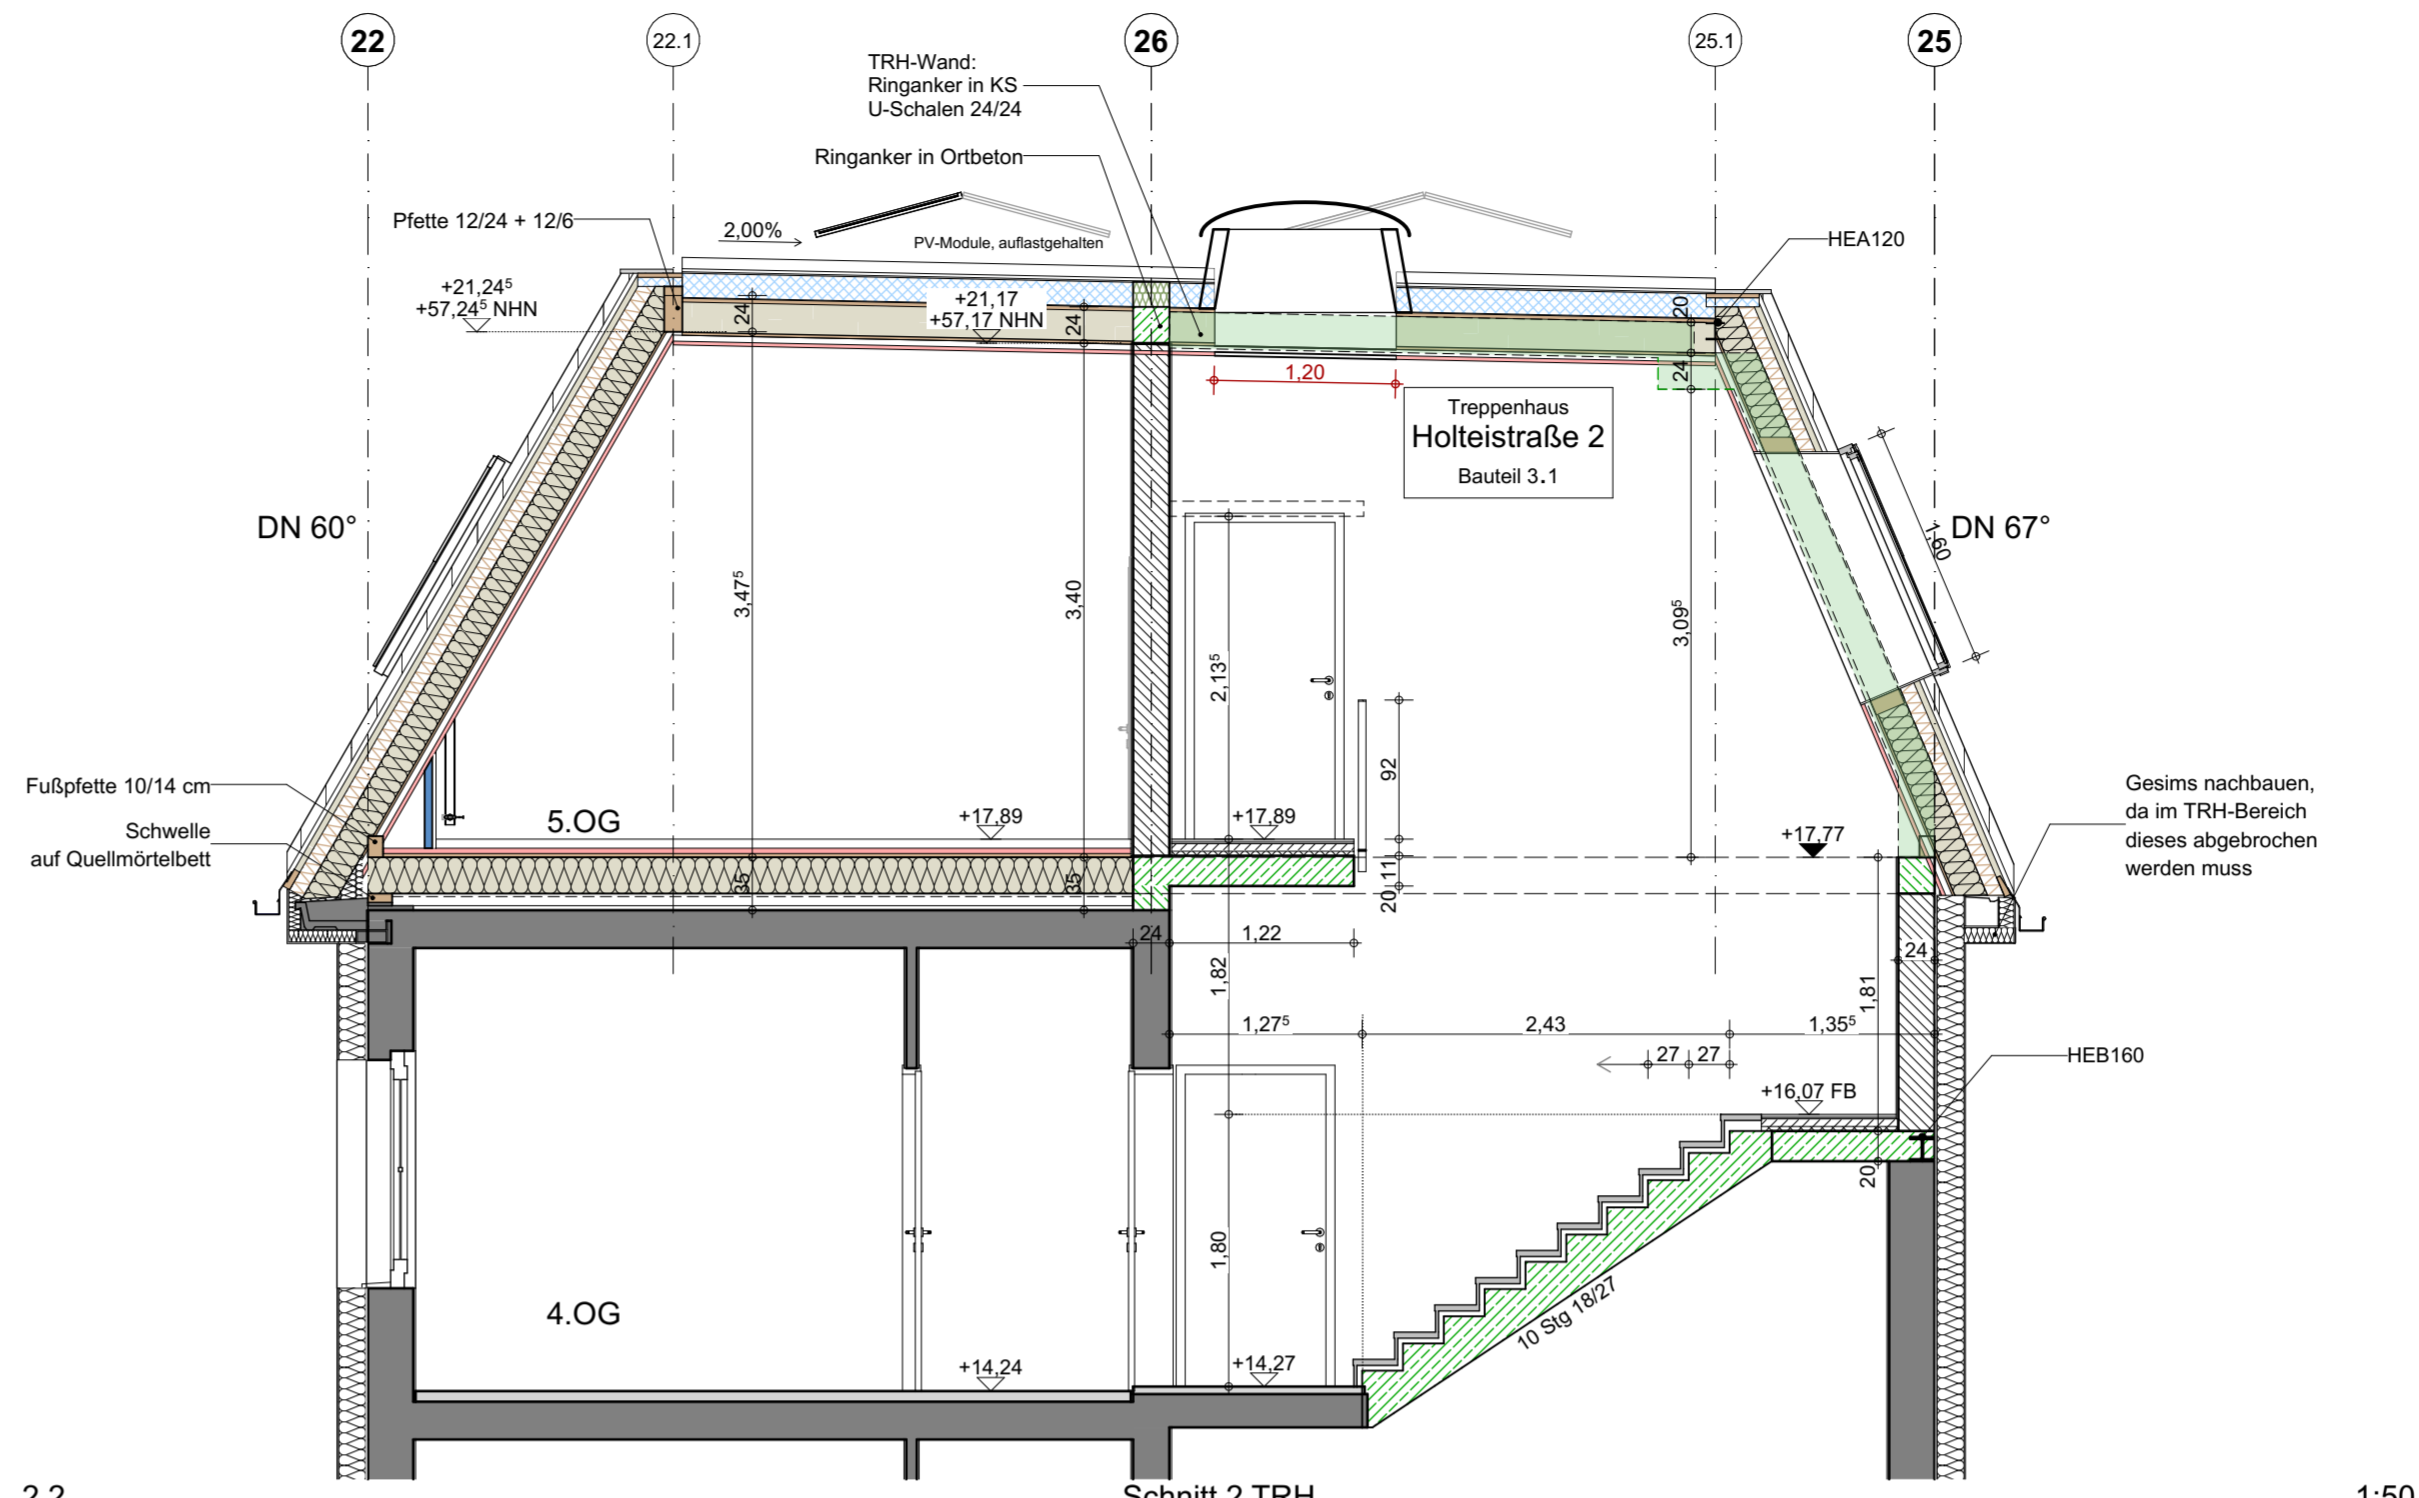 22
22.1
26
25.1
25
TRH-Wand:
Ringanker in KS
U-Schalen 24/24
Ringanker in Ortbeton
Pfette 12/24 + 12/6
2,00%
PV-Module, auflastgehalten
HEA120
+21,24⁵
+57,24⁵ NHN
24
+21,17
+57,17 NHN
24
20
24
1,20
Treppenhaus
Holteistraße 2
Bauteil 3.1
DN 60°
DN 67°
1,60
3,47⁵
3,40
2,13⁵
3,09⁵
92
Fußpfette 10/14 cm
Schwelle
auf Quellmörtelbett
5.OG
+17,89
+17,89
+17,77
Gesims nachbauen,
da im TRH-Bereich
dieses abgebrochen
werden muss
35
35
11
20
24
1,22
24
1,82
1,81
1,27⁵
2,43
1,35⁵
27
27
HEB160
+16,07 FB
20
1,80
10 Stg 18/27
4.OG
+14,24
+14,27
2.2
Schnitt 2 TRH
1:50